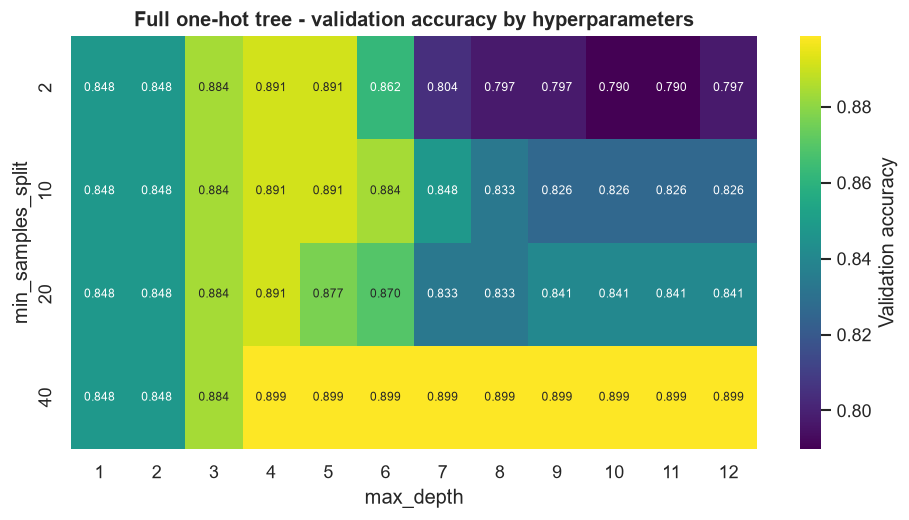 Full one-hot tree - validation accuracy by hyperparameters
min_samples_split
2 0.848 0.848 0.884 0.891 0.891 0.862 0.804 0.797 0.797 0.790 0.790 0.797
10 0.848 0.848 0.884 0.891 0.891 0.884 0.848 0.833 0.826 0.826 0.826 0.826
20 0.848 0.848 0.884 0.891 0.877 0.870 0.833 0.833 0.841 0.841 0.841 0.841
40 0.848 0.848 0.884 0.899 0.899 0.899 0.899 0.899 0.899 0.899 0.899 0.899
1 2 3 4 5 6 7 8 9 10 11 12
max_depth
0.88
0.86
0.84
0.82
0.80
Validation accuracy